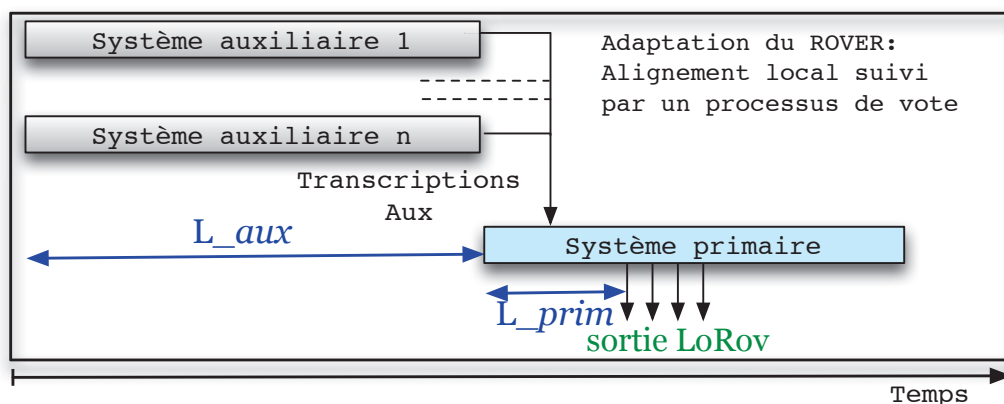 Système auxiliaire 1
Adaptation du ROVER:
Alignement local suivi
par un processus de vote
Système auxiliaire n
Transcriptions
Aux
L_aux
Système primaire
L_prim
sortie LoRov
Temps